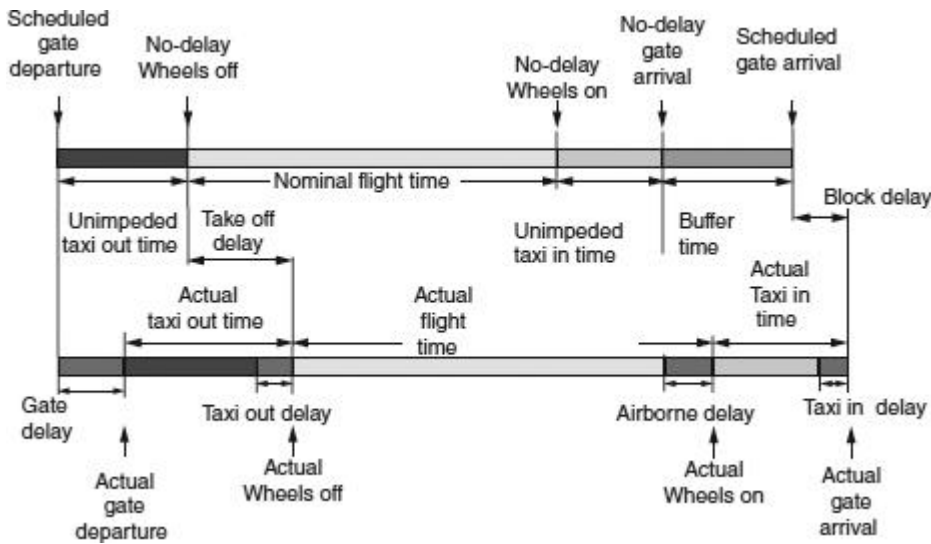 Scheduled
gate
departure
No-delay
Wheels off
No-delay
Wheels on
No-delay
gate
arrival
Scheduled
gate arrival
Nominal flight time
Block delay
Unimpeded
taxi out time
Take off
delay
Unimpeded
taxi in time
Buffer
time
Actual
taxi out time
Actual
flight
time
Actual
Taxi in
time
Gate
delay
Taxi out delay
Airborne delay
Taxi in delay
Actual
gate
departure
Actual
Wheels off
Actual
Wheels on
Actual
gate
arrival